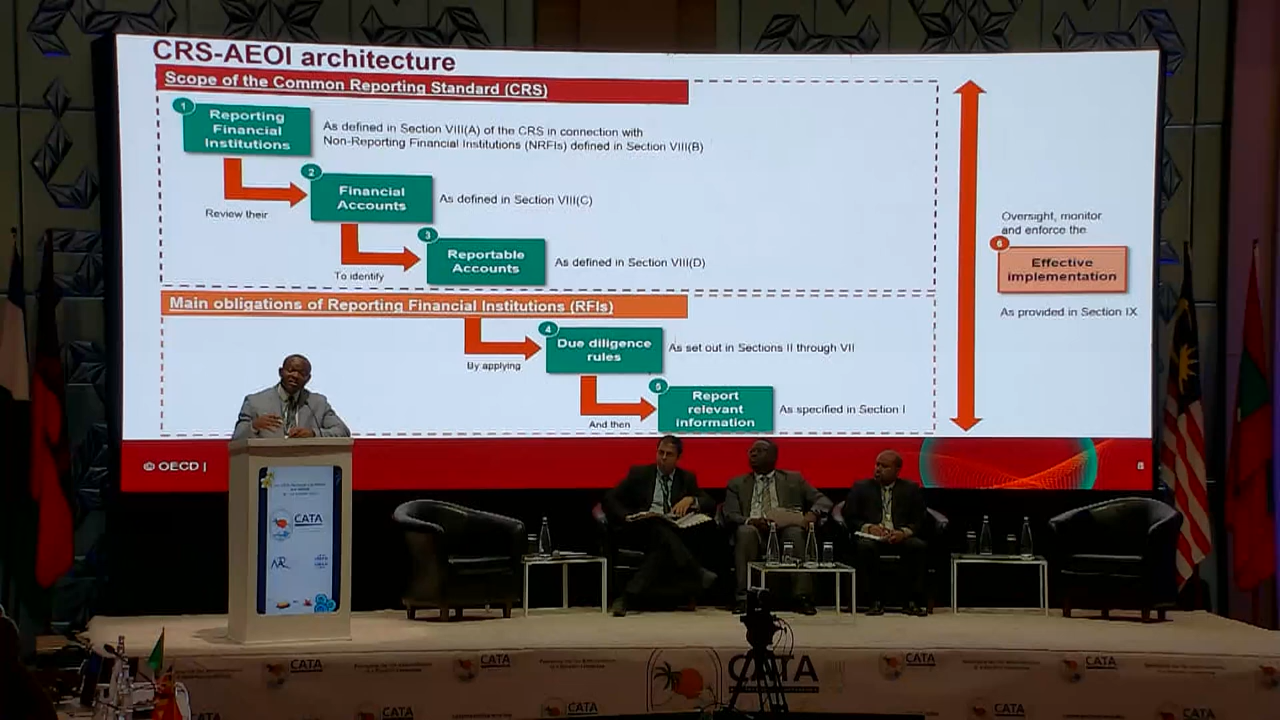 CRS-AEOI architecture
Scope of the Common Reporting Standard (CRS)
1
Reporting
Financial
Institutions
As defined in Section VIII(A) of the CRS in connection with
Non-Reporting Financial Institutions (NRFIs) defined in Section VIII(B)
Review their
2
Financial
Accounts
As defined in Section VIII(C)
To identify
3
Reportable
Accounts
As defined in Section VIII(D)
Oversight, monitor
and enforce the
6
Effective
implementation
As provided in Section IX
Main obligations of Reporting Financial Institutions (RFIs)
By applying
4
Due diligence
rules
As set out in Sections II through VII
And then
5
Report
relevant
information
As specified in Section I
© OECD |
CATA
CATA
CATA
CATA
CATA
CATA
CATA
CATA
CATA